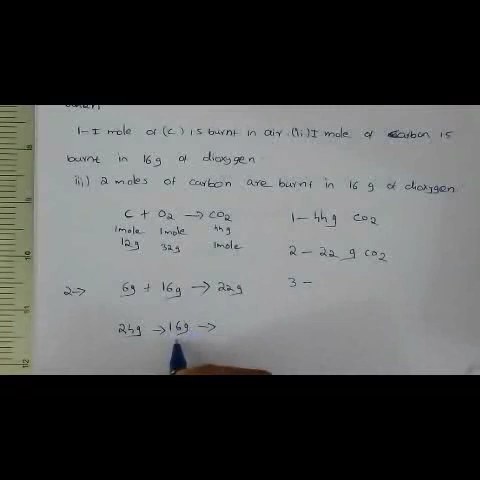 1-I mole of (C) is burnt in air.(ii) I mole of carbon is
burnt in 16g of dioxygen
iii) 2 moles of carbon are burnt in 16 g of dioxygen
C + O2 → CO2
1mole 1mole 44g
12g 32g 1mole
1 - 44g CO2
2 - 22 g CO2
2→ 6g + 16g → 22g
3 -
24g → 16g →